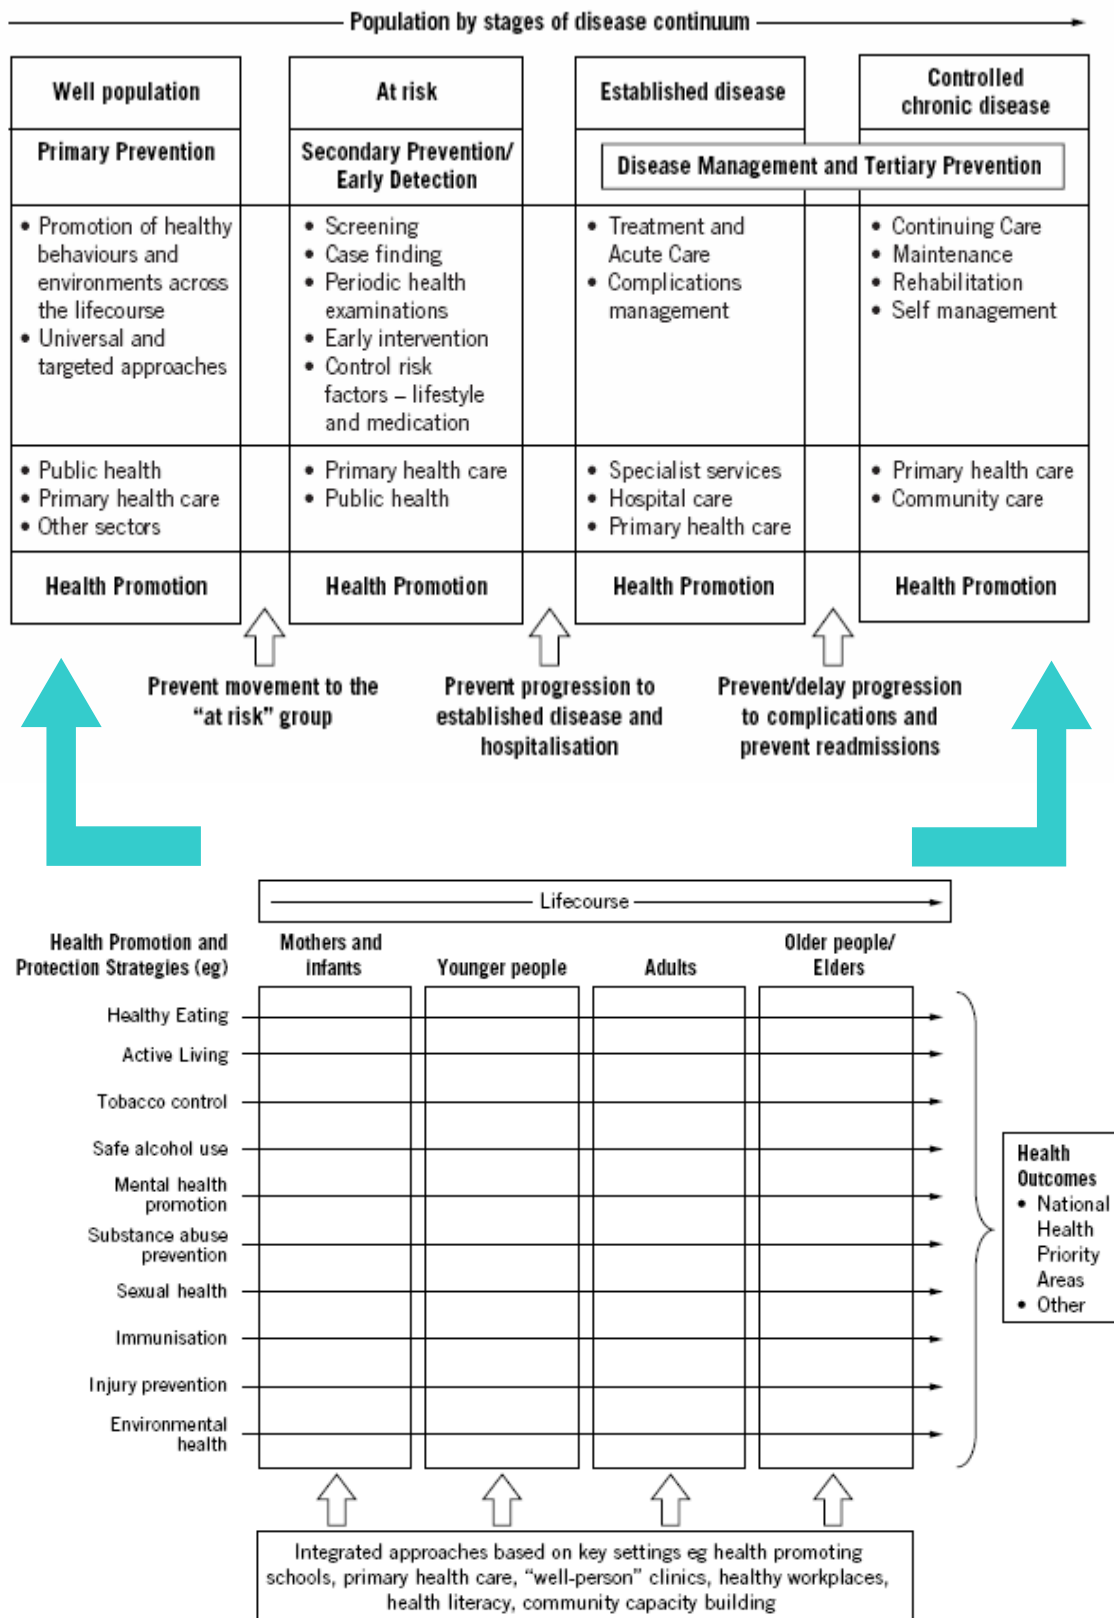 Population by stages of disease continuum
Well population
At risk
Established disease
Controlled
chronic disease
Primary Prevention
Secondary Prevention/
Early Detection
Disease Management and Tertiary Prevention
• Promotion of healthy
behaviours and
environments across
the lifecourse
• Universal and
targeted approaches
• Screening
• Case finding
• Periodic health
examinations
• Early intervention
• Control risk
factors – lifestyle
and medication
• Treatment and
Acute Care
• Complications
management
• Continuing Care
• Maintenance
• Rehabilitation
• Self management
• Public health
• Primary health care
• Other sectors
• Primary health care
• Public health
• Specialist services
• Hospital care
• Primary health care
• Primary health care
• Community care
Health Promotion
Health Promotion
Health Promotion
Health Promotion
Prevent movement to the
“at risk” group
Prevent progression to
established disease and
hospitalisation
Prevent/delay progression
to complications and
prevent readmissions
Lifecourse
Health Promotion and
Protection Strategies (eg)
Mothers and
infants
Younger people
Adults
Older people/
Elders
Healthy Eating
Active Living
Tobacco control
Safe alcohol use
Mental health
promotion
Substance abuse
prevention
Sexual health
Immunisation
Injury prevention
Environmental
health
Health
Outcomes
• National
Health
Priority
Areas
• Other
Integrated approaches based on key settings eg health promoting
schools, primary health care, “well-person” clinics, healthy workplaces,
health literacy, community capacity building